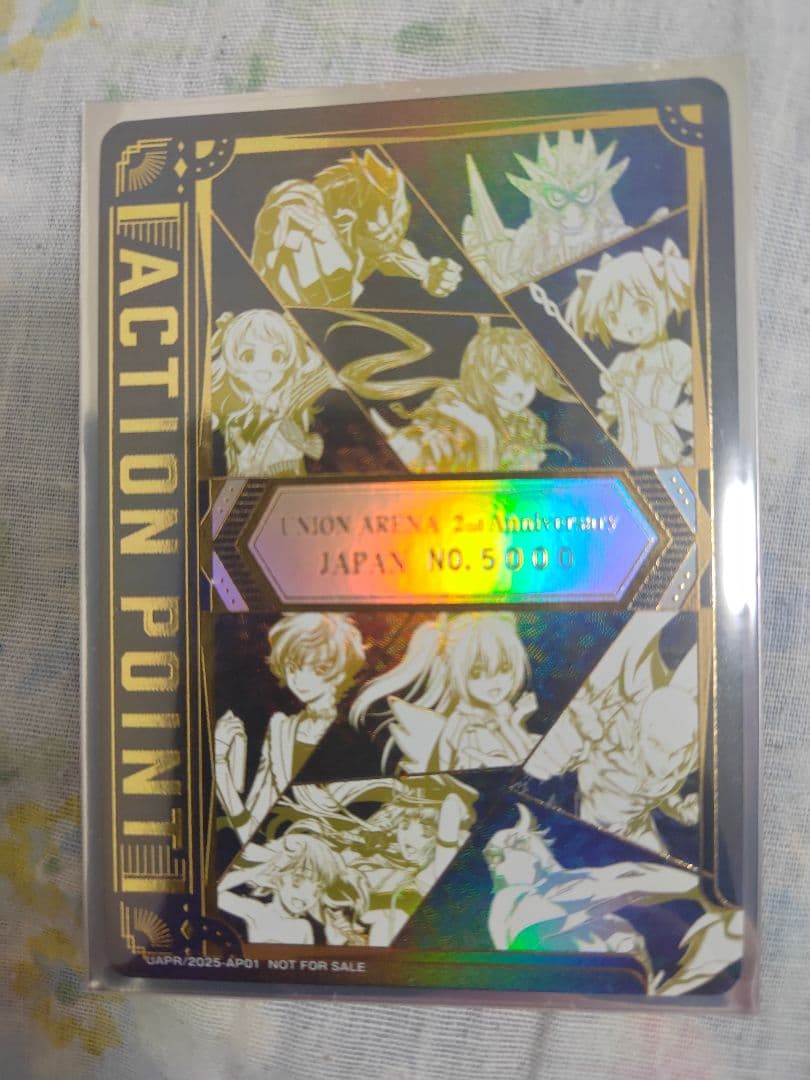 ACTION POINT
UNION ARENA 2nd Anniversary
JAPAN NO. 5000
UAPR/2025-AP01 NOT FOR SALE